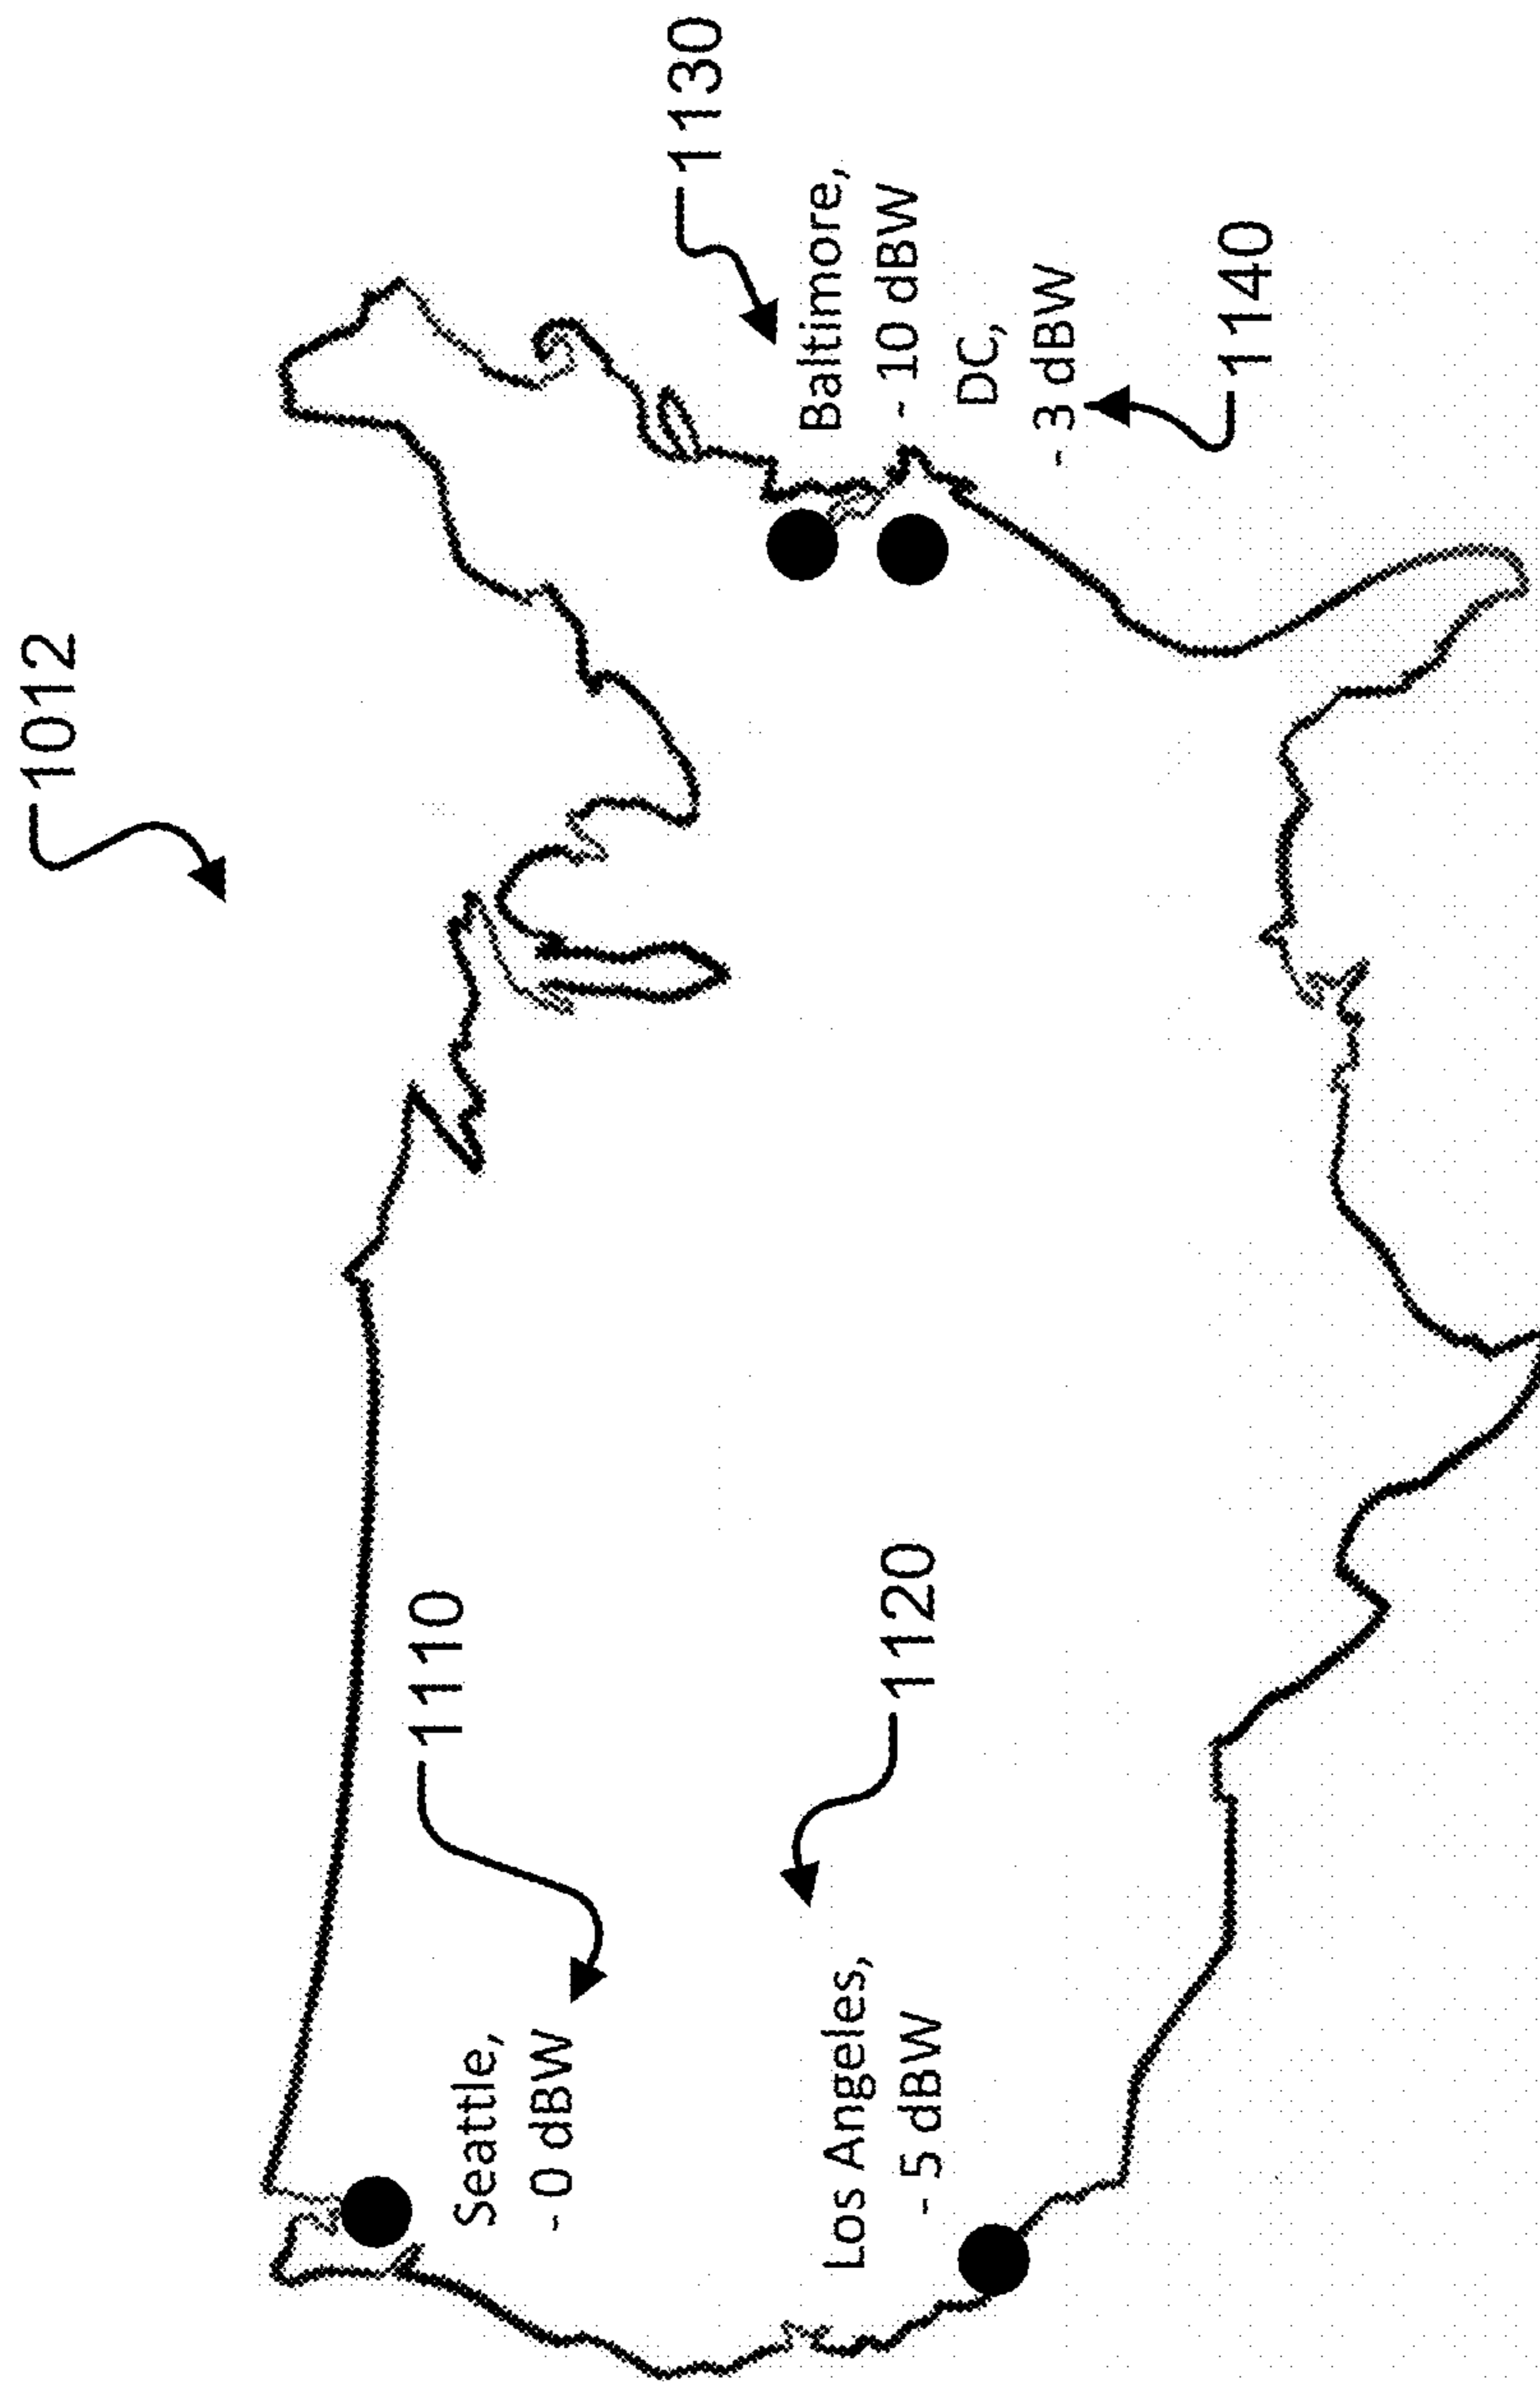 1012
1110
Seattle,
- 0 dBW
1120
Los Angeles,
- 5 dBW
1130
Baltimore,
- 10 dBW
DC,
- 3 dBW
1140